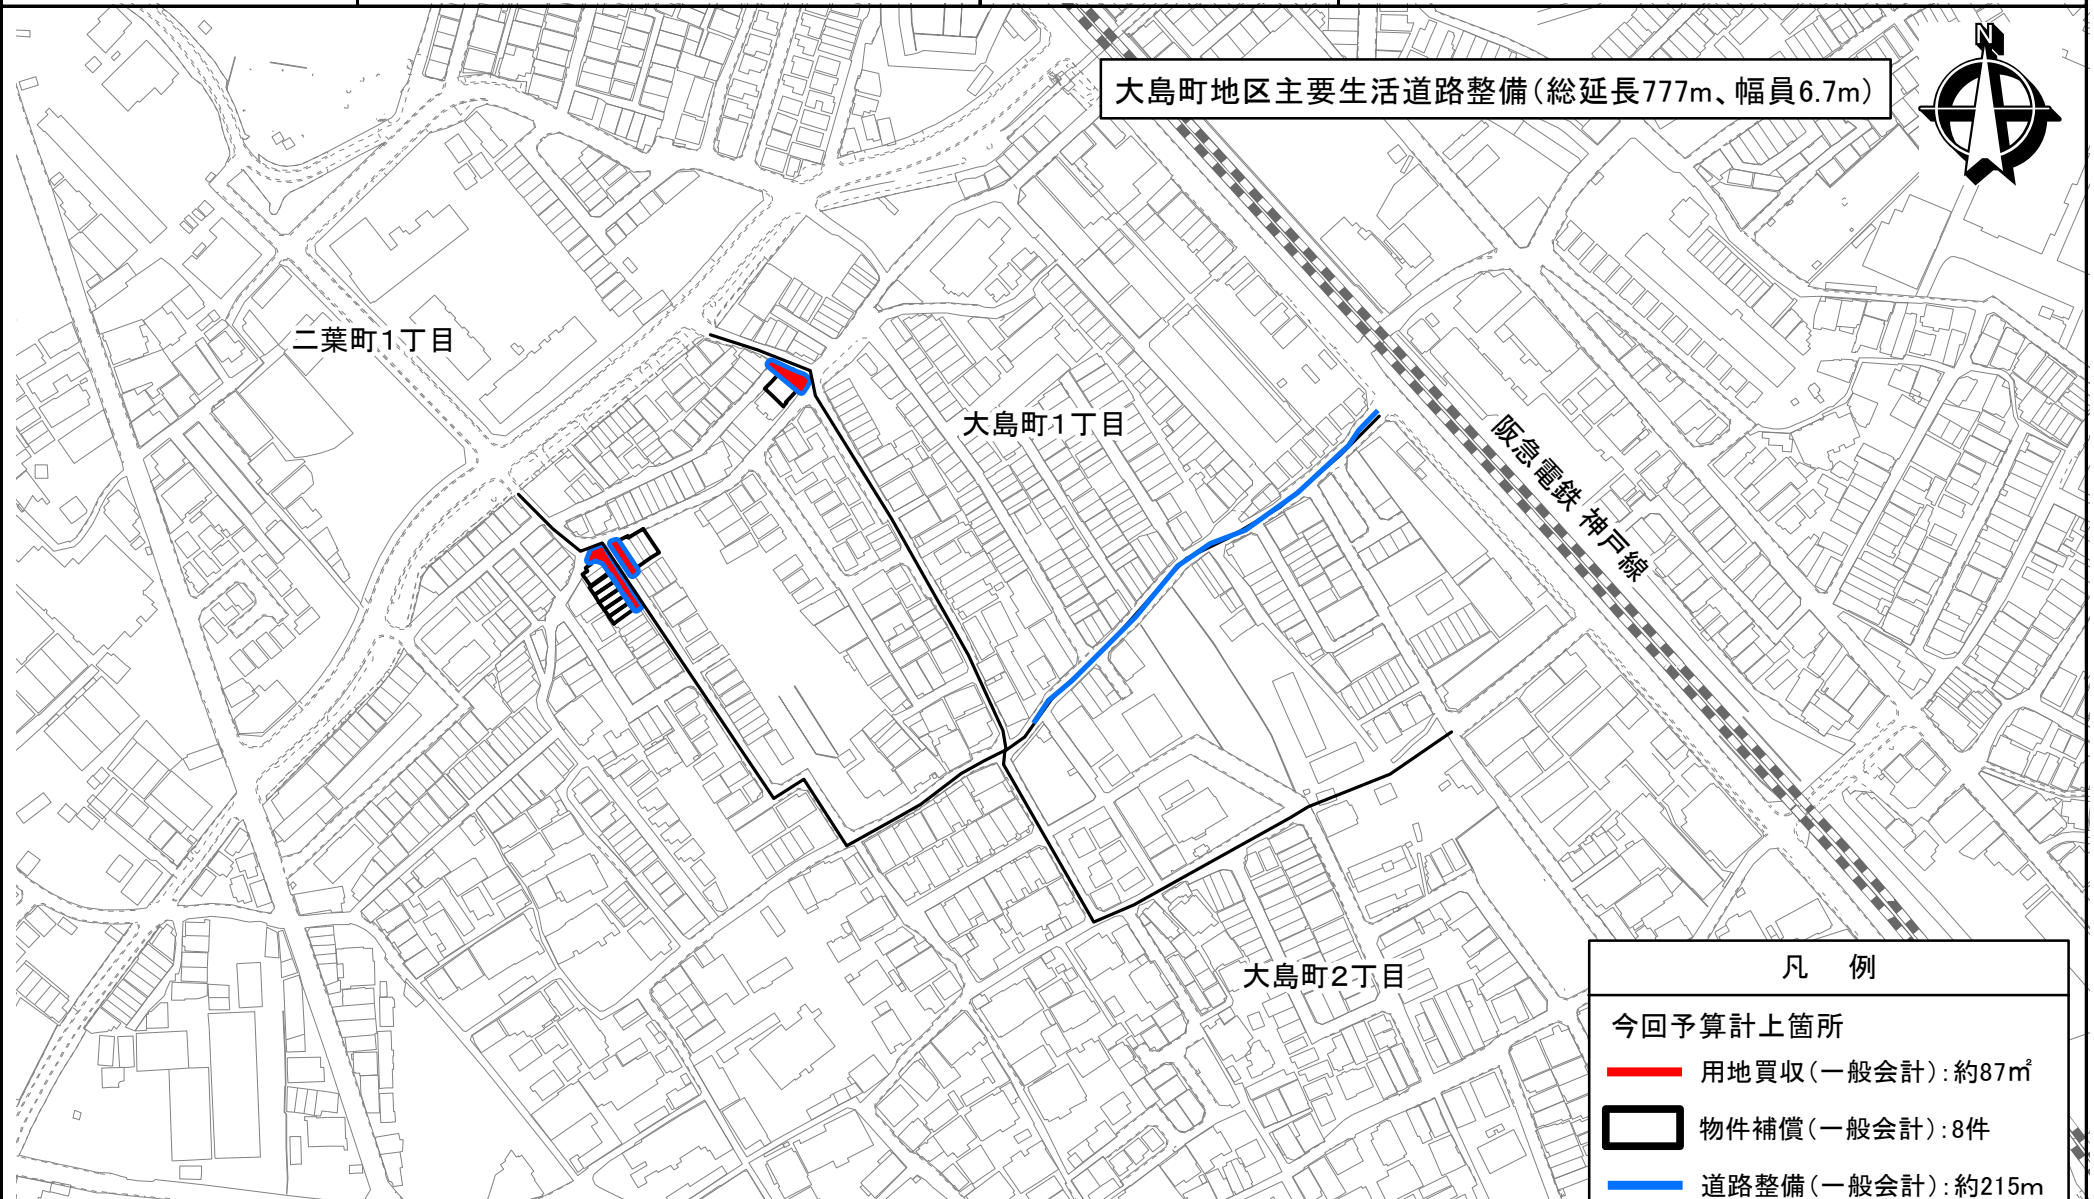 大島町地区主要生活道路整備（総延長777m、幅員6.7m）
N
二葉町１丁目
大島町１丁目
阪急電鉄 神戸線
大島町２丁目
凡　例
今回予算計上箇所
用地買収（一般会計）：約87㎡
物件補償（一般会計）：8件
道路整備（一般会計）：約215m